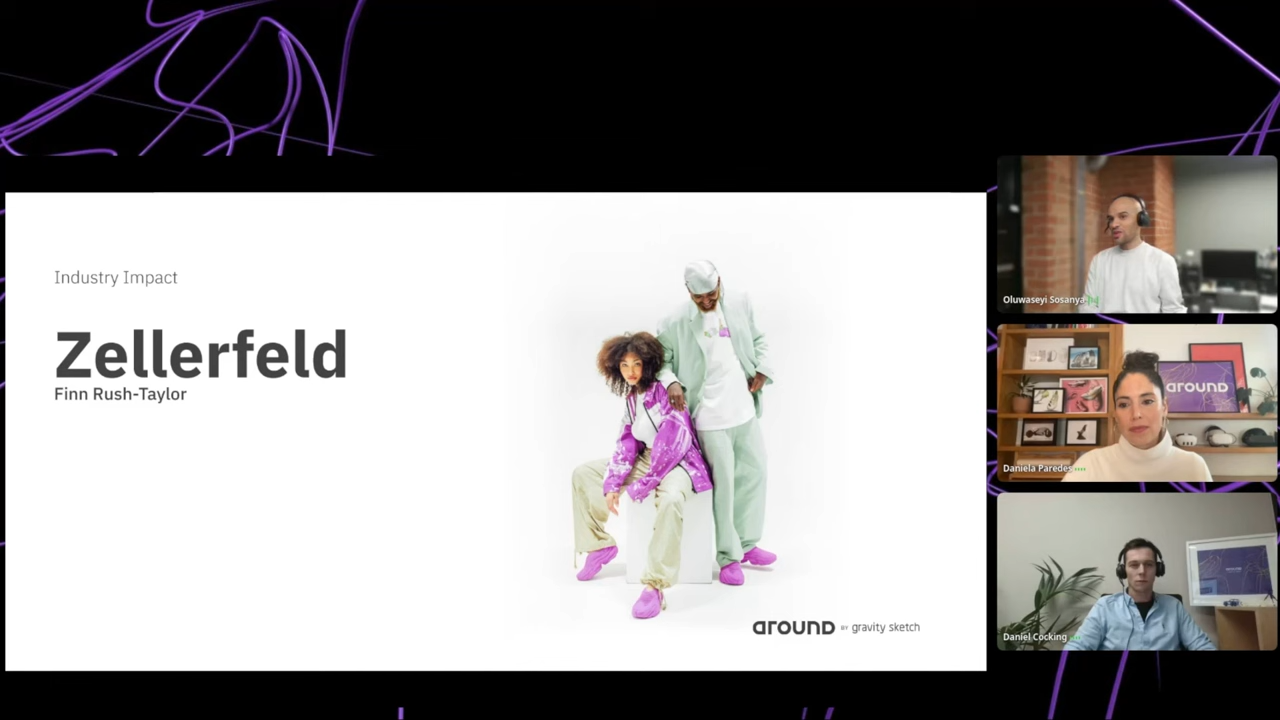 Industry Impact
Zellerfeld
Finn Rush-Taylor
around BY gravity sketch
Oluwaseyi Sosanya
around
Daniela Paredes
Daniel Cocking